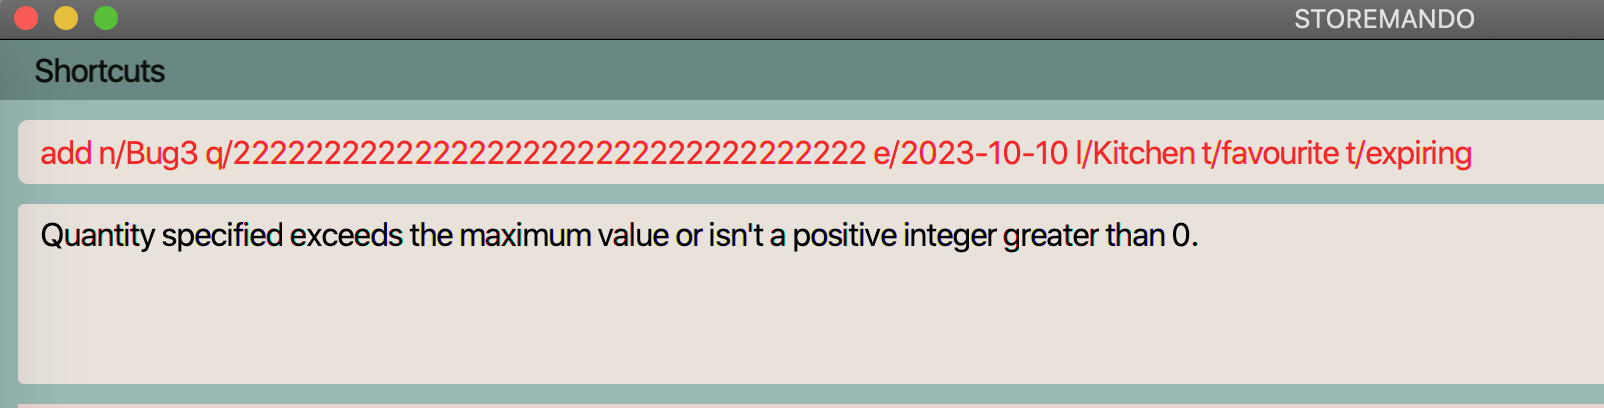 STOREMANDO
Shortcuts
add n/Bug3 q/22222222222222222222222222222222222 e/2023-10-10 l/Kitchen t/favourite t/expiring
Quantity specified exceeds the maximum value or isn't a positive integer greater than 0.